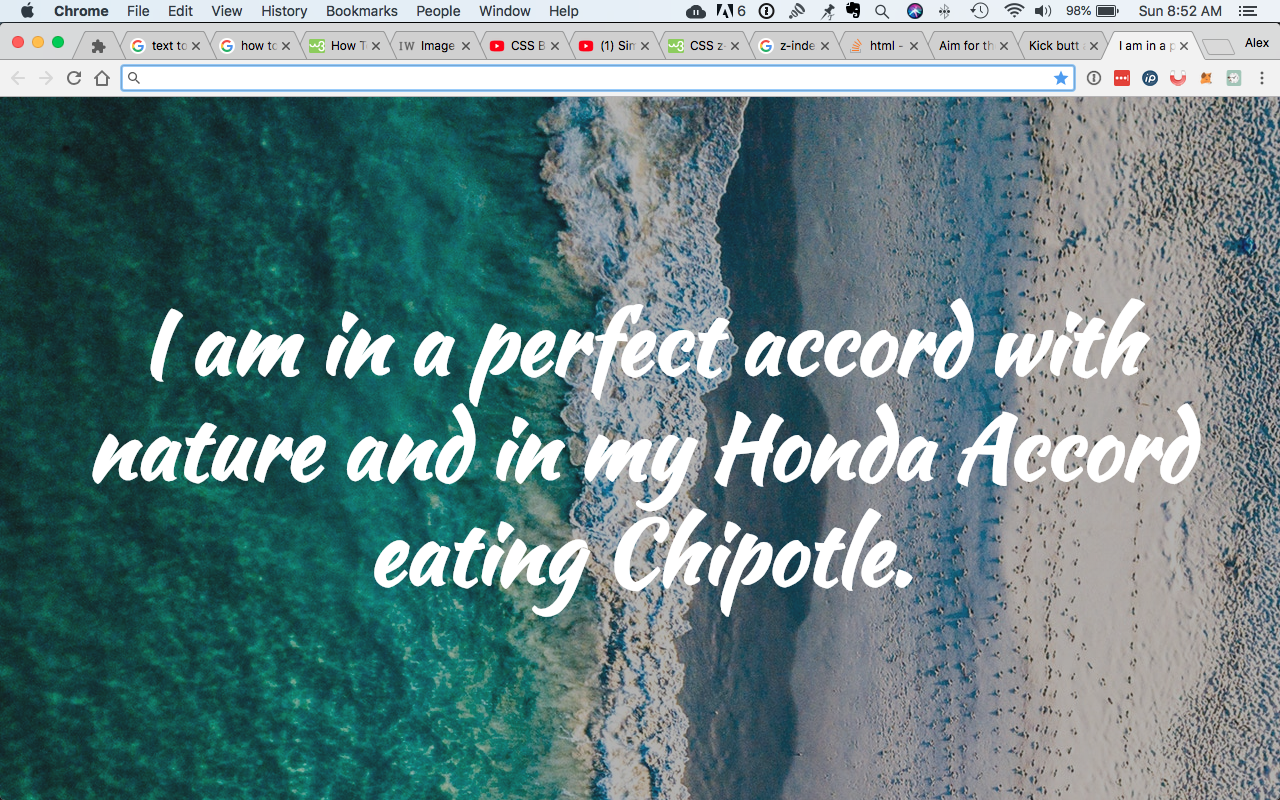 Chrome File Edit View History Bookmarks People Window Help 6 98% Sun 8:52 AM
text to how to How T Image CSS B (1) Sin CSS z- z-inde html - Aim for th Kick butt a I am in a p Alex
I am in a perfect accord with
nature and in my Honda Accord
eating Chipotle.